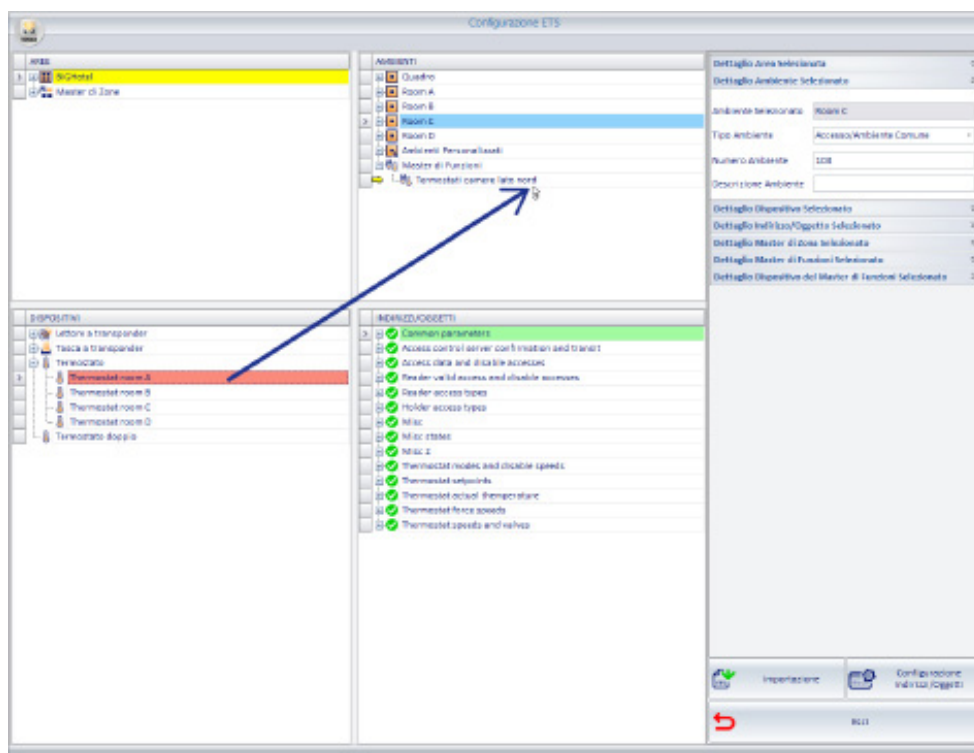 Configurazione ETS
AREE
BIGHotel
Master di Zone
AMBIENTI
Quadro
Room A
Room B
Room C
Room D
Ambienti Personalizzati
Master di Funzioni
Termostati camere lato nord
Dettaglio Area Selezionata
Dettaglio Ambiente Selezionato
Ambiente Selezionato Room C
Tipo Ambiente Accesso/Ambiente Comune
Numero Ambiente 103
Descrizione Ambiente
Dettaglio Dispositivo Selezionato
Dettaglio Indirizzo/Oggetto Selezionato
Dettaglio Master di Zona Selezionato
Dettaglio Master di Funzioni Selezionato
Dettaglio Dispositivo del Master di Funzioni Selezionato
DISPOSITIVI
Lettore a transponder
Tasca a transponder
Termostato
Thermostat room A
Thermostat room B
Thermostat room C
Thermostat room D
Termostato doppio
INDIRIZZI/OGGETTI
Common parameters
Access control server confirmation and transit
Access data and disable accesses
Reader valid access and disable accesses
Reader access types
Holder access types
Misc
Misc states
Misc 2
Thermostat modes and disable speeds
Thermostat setpoints
Thermostat actual themperature
Thermostat force speeds
Thermostat speeds and valves
Importazione
Configurazione
Indirizzi/Oggetti
Esci